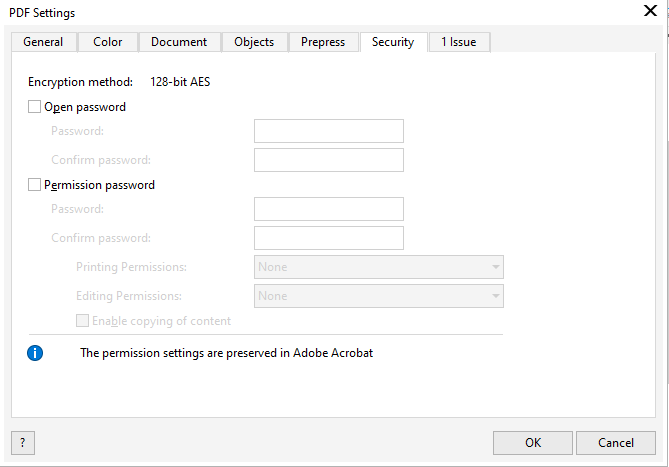 PDF Settings
General Color Document Objects Prepress Security 1 Issue
Encryption method: 128-bit AES
Open password
Password:
Confirm password:
Permission password
Password:
Confirm password:
Printing Permissions: None
Editing Permissions: None
Enable copying of content
The permission settings are preserved in Adobe Acrobat
? OK Cancel